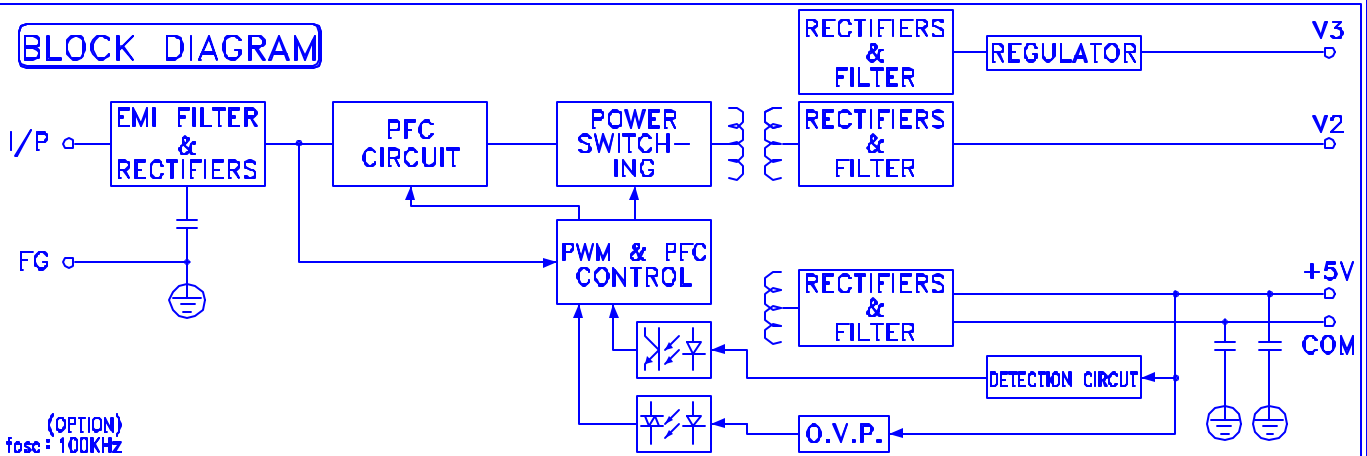 BLOCK DIAGRAM
RECTIFIERS
&
FILTER
REGULATOR
V3
I/P
EMI FILTER
&
RECTIFIERS
PFC
CIRCUIT
POWER
SWITCH-
ING
RECTIFIERS
&
FILTER
V2
FG
PWM & PFC
CONTROL
RECTIFIERS
&
FILTER
+5V
COM
DETECTION CIRCUT
O.V.P.
(OPTION)
fosc : 100KHz